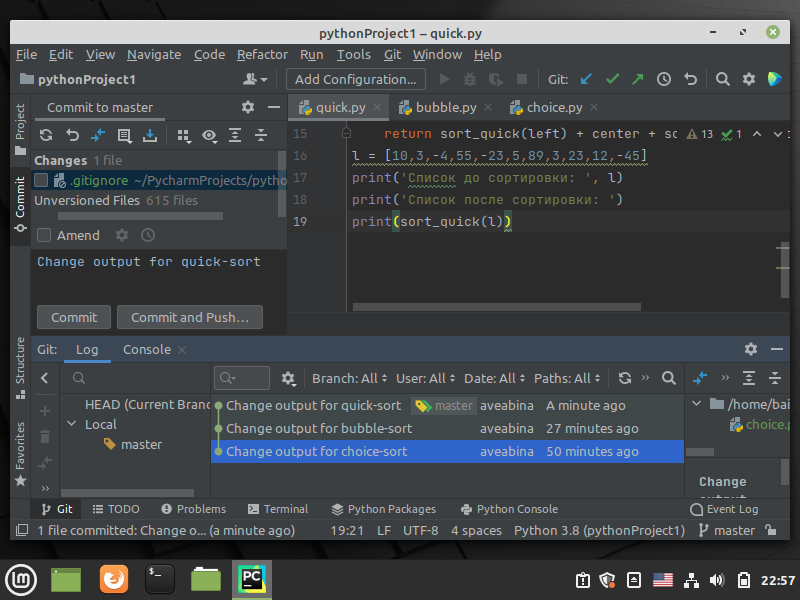 pythonProject1 – quick.py
File Edit View Navigate Code Refactor Run Tools Git Window Help
pythonProject1 Add Configuration... Git:
Project
Commit
Structure
Favorites
Commit to master
Changes 1 file
.gitignore ~/PycharmProjects/pytho
Unversioned Files 615 files
Amend
Change output for quick-sort
Commit Commit and Push...
quick.py bubble.py choice.py
15 return sort_quick(left) + center + sc 13 1
16 l = [10,3,-4,55,-23,5,89,3,23,12,-45]
17 print('Список до сортировки: ', l)
18 print('Список после сортировки: ')
19 print(sort_quick(l))
Git: Log Console
Branch: All User: All Date: All Paths: All
HEAD (Current Branc
Local
master
Change output for quick-sort master aveabina A minute ago
Change output for bubble-sort aveabina 27 minutes ago
Change output for choice-sort aveabina 50 minutes ago
/home/bai
choice.p
Change
output
Git TODO Problems Terminal Python Packages Python Console Event Log
1 file committed: Change o... (a minute ago) 19:21 LF UTF-8 4 spaces Python 3.8 (pythonProject1) master
PC
22:57